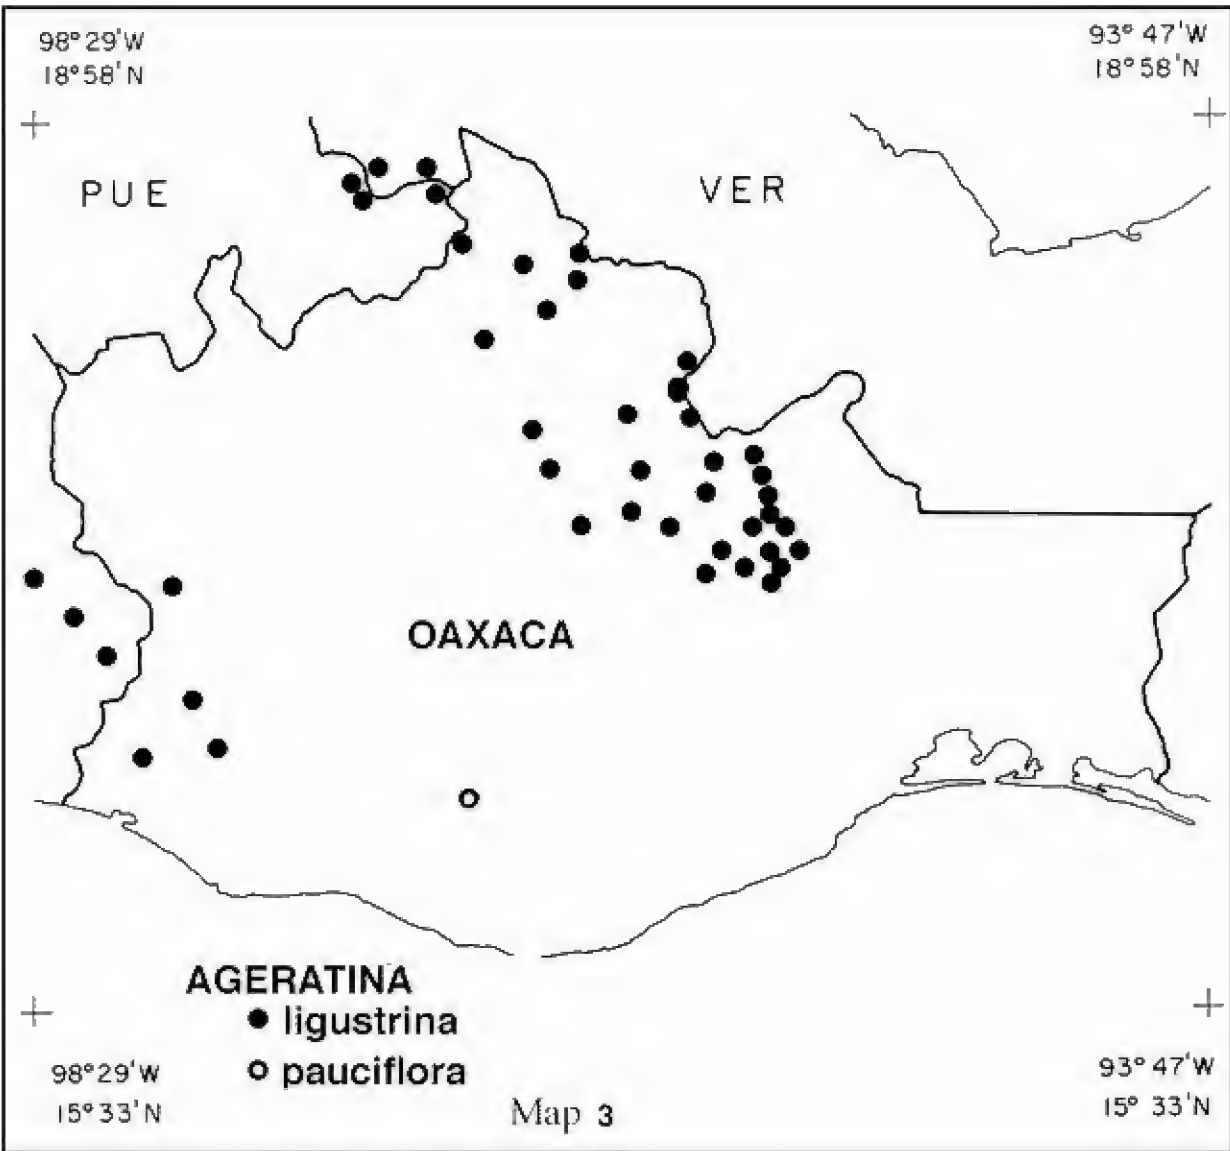 98°29'W
18°58'N
93°47'W
18°58'N
PUE
VER
OAXACA
AGERATINA
ligustrina
pauciflora
98°29'W
15°33'N
93°47'W
15°33'N
Map 3